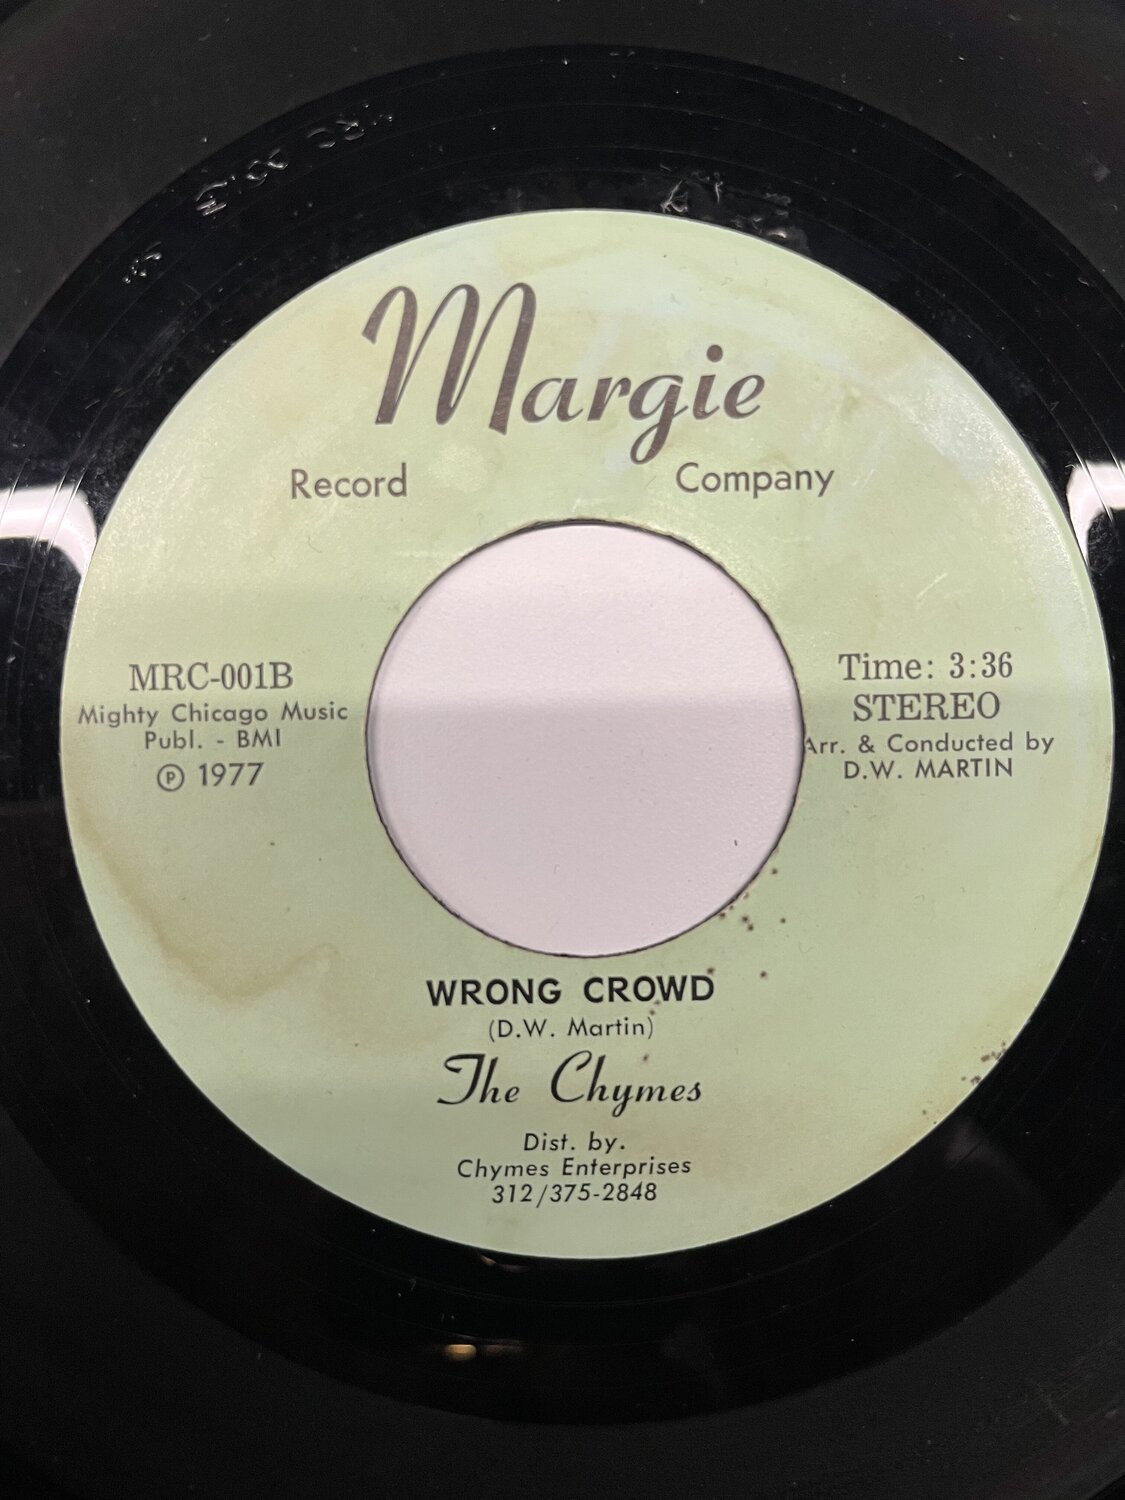 Margie
Record Company
MRC-001B
Mighty Chicago Music
Publ. - BMI
℗ 1977
Time: 3:36
STEREO
Arr. & Conducted by
D.W. MARTIN
WRONG CROWD
(D.W. Martin)
The Chymes
Dist. by.
Chymes Enterprises
312/375-2848